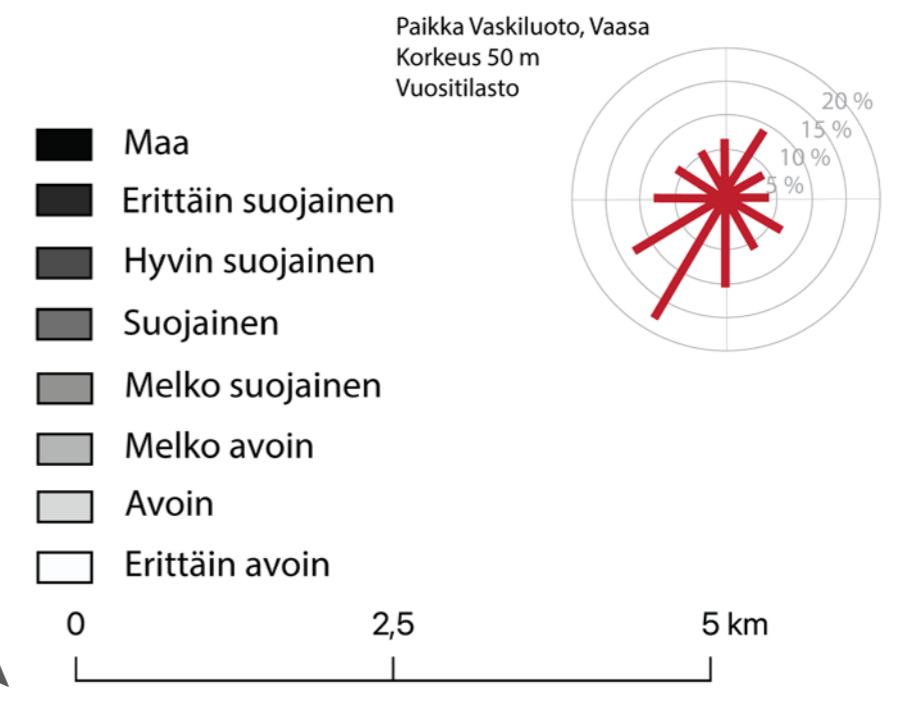 Paikka Vaskiluoto, Vaasa
Korkeus 50 m
Vuositilasto
20 %
15 %
10 %
5 %
Maa
Erittäin suojainen
Hyvin suojainen
Suojainen
Melko suojainen
Melko avoin
Avoin
Erittäin avoin
0 2,5 5 km